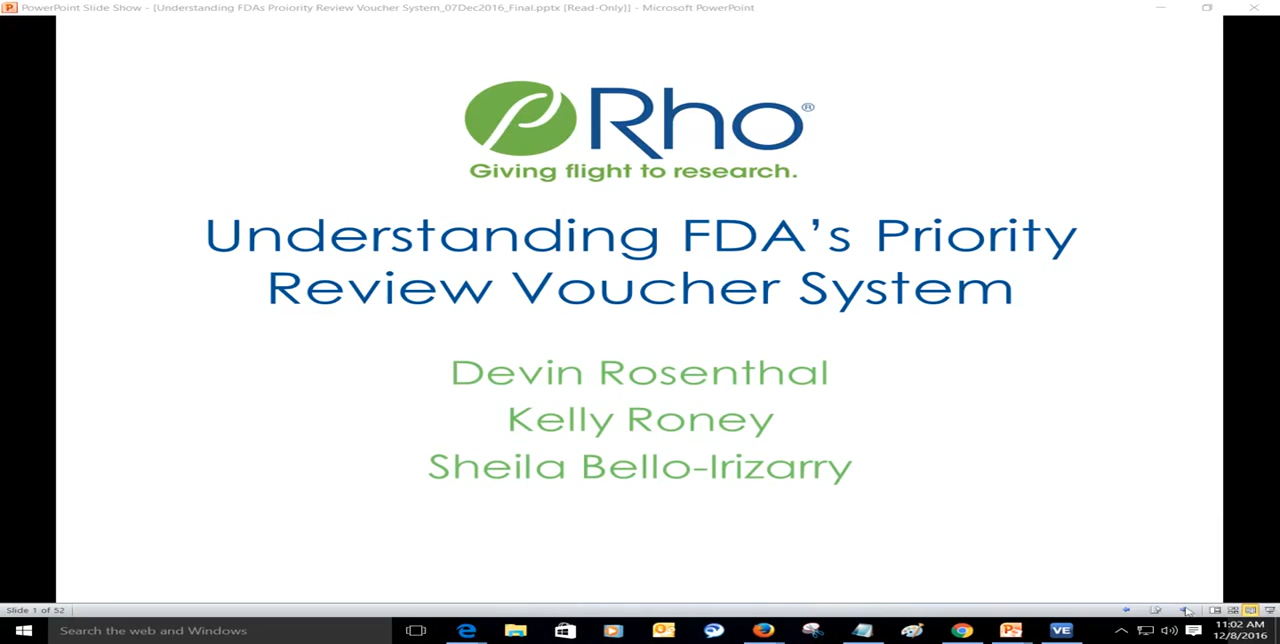 PowerPoint Slide Show - [Understanding FDAs Proiority Review Voucher System_07Dec2016_Final.pptx [Read-Only]] - Microsoft PowerPoint
Rho®
Giving flight to research.
Understanding FDA's Priority
Review Voucher System
Devin Rosenthal
Kelly Roney
Sheila Bello-Irizarry
Slide 1 of 52
Search the web and Windows
VE
11:02 AM
12/8/2016